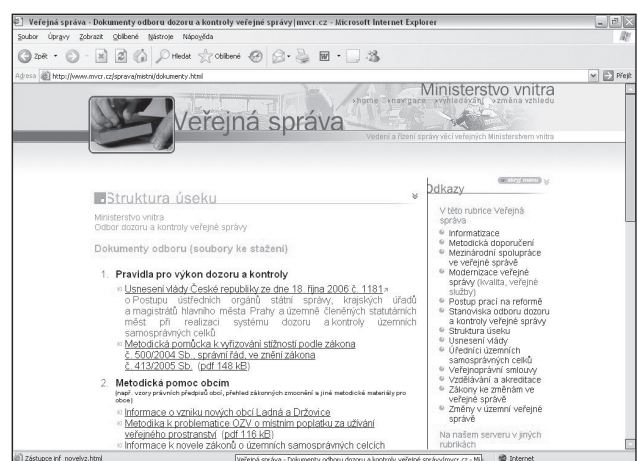 Veřejná správa - Dokumenty odboru dozoru a kontroly veřejné správy|mvcr.cz - Microsoft Internet Explorer
Soubor Úpravy Zobrazit Oblíbené Nástroje Nápověda
Zpět Hledat Oblíbené
Adresa http://www.mvcr.cz/sprava/mistni/dokumenty.html Přejít
Ministerstvo vnitra
»home »navigace »vyhledávání »změna vzhledu
Veřejná správa
Vedení a řízení správy věcí veřejných Ministerstvem vnitra
Struktura úseku
Ministerstvo vnitra
Odbor dozoru a kontroly veřejné správy
Dokumenty odboru (soubory ke stažení)
1. Pravidla pro výkon dozoru a kontroly
Usnesení vlády České republiky ze dne 18. října 2006 č. 1181
o Postupu ústředních orgánů státní správy, krajských úřadů
a magistrátů hlavního města Prahy a územně členěných statutárních
měst při realizaci systému dozoru a kontroly územních
samosprávných celků
Metodická pomůcka k vyřizování stížností podle zákona
č. 500/2004 Sb., správní řád, ve znění zákona
č. 413/2005 Sb. (pdf 148 kB)
2. Metodická pomoc obcím
(např. vzory právních předpisů obcí, přehled zákonných zmocnění a jiné metodické materiály pro
obce)
Informace o vzniku nových obcí Ladná a Držovice
Metodika k problematice OZV o místním poplatku za užívání
veřejného prostranství (pdf 116 kB)
Informace k novele zákonů o územních samosprávných celcích
skryj menu
Odkazy
V této rubrice Veřejná
správa
Informatizace
Metodická doporučení
Mezinárodní spolupráce
ve veřejné správě
Modernizace veřejné
správy (kvalita, veřejné
služby)
Postup prací na reformě
Stanoviska odboru dozoru
a kontroly veřejné správy
Struktura úseku
Usnesení vlády
Úředníci územních
samosprávných celků
Veřejnoprávní smlouvy
Vzdělávání a akreditace
Zákony ke změnám ve
veřejné správě
Změny v územní veřejné
správě
Na našem serveru v jiných
rubrikách
Zástupce inf_novelyz.html
Veřejná správa - Dokumenty odboru dozoru a kontroly veřejné správy|mvcr.cz - Mi
Internet